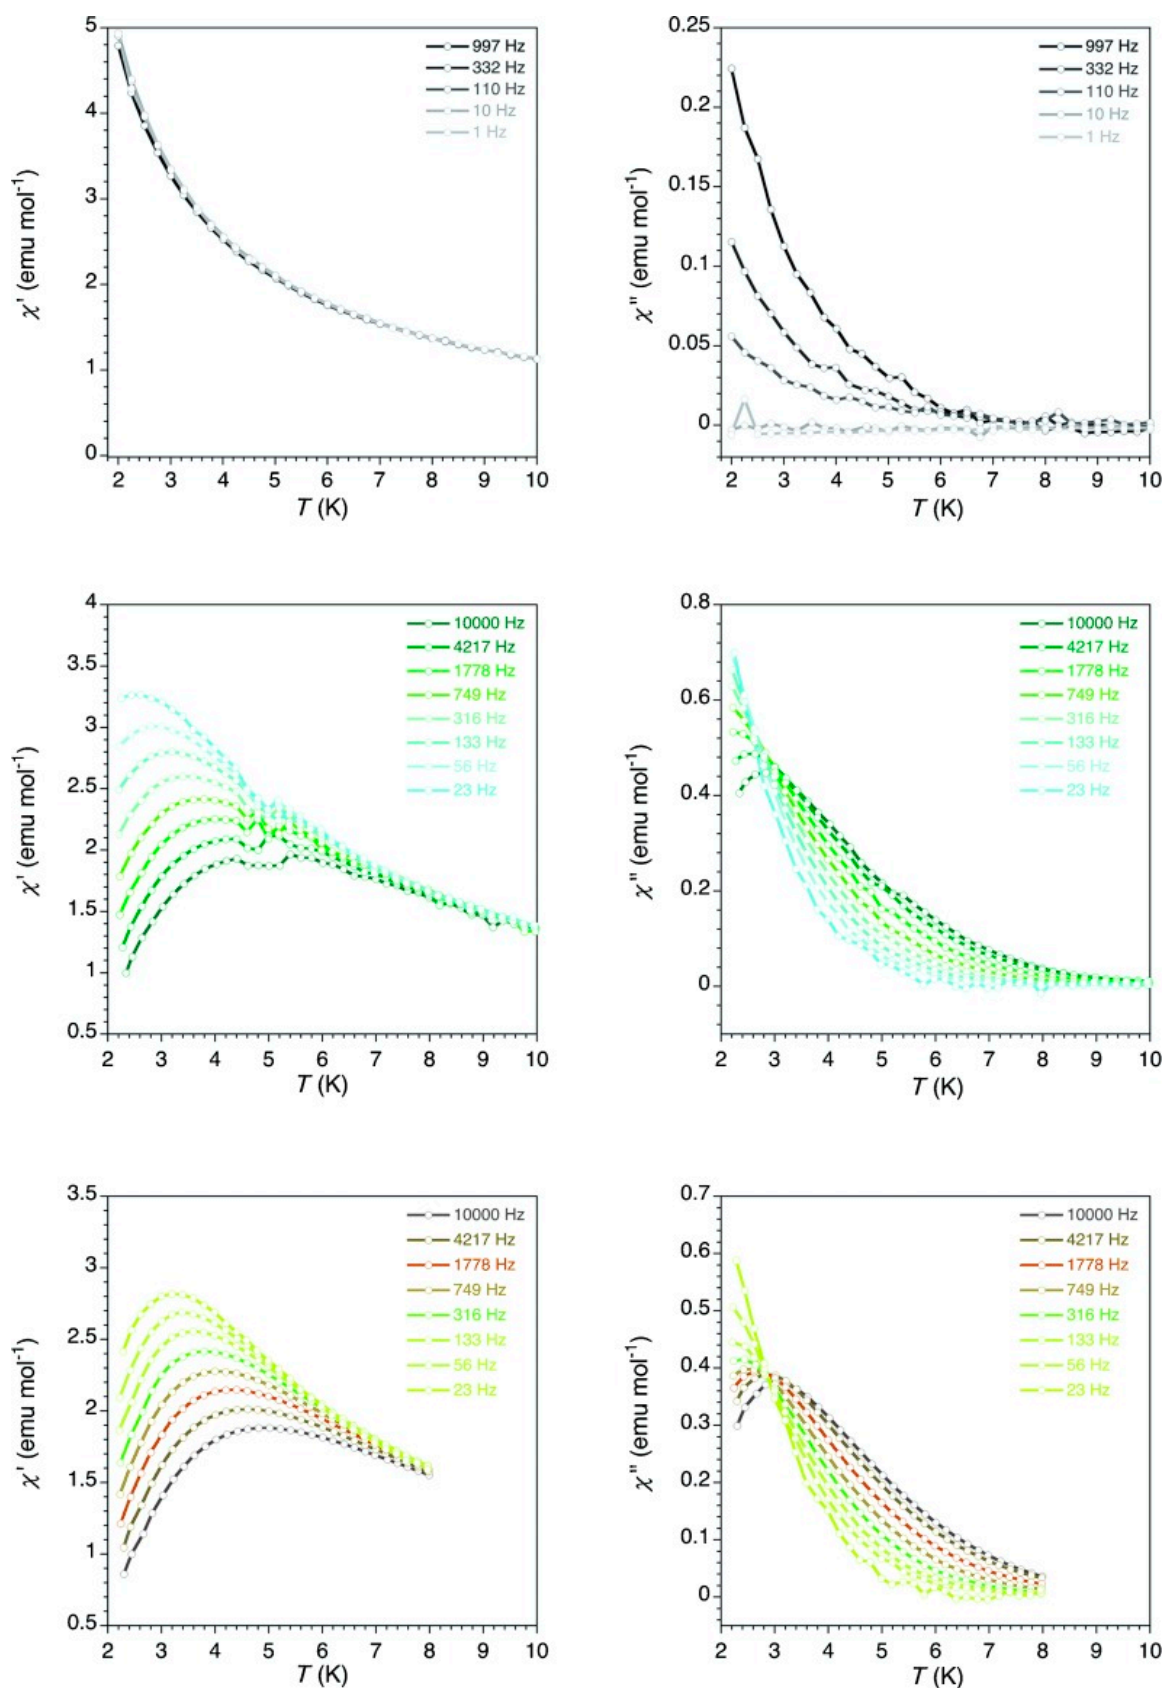 5
4
3
2
1
0
χ' (emu mol⁻¹)
997 Hz
332 Hz
110 Hz
10 Hz
1 Hz
2 3 4 5 6 7 8 9 10
T (K)
0.25
0.2
0.15
0.1
0.05
0
χ" (emu mol⁻¹)
997 Hz
332 Hz
110 Hz
10 Hz
1 Hz
2 3 4 5 6 7 8 9 10
T (K)
4
3.5
3
2.5
2
1.5
1
0.5
χ' (emu mol⁻¹)
10000 Hz
4217 Hz
1778 Hz
749 Hz
316 Hz
133 Hz
56 Hz
23 Hz
2 3 4 5 6 7 8 9 10
T (K)
0.8
0.6
0.4
0.2
0
χ" (emu mol⁻¹)
10000 Hz
4217 Hz
1778 Hz
749 Hz
316 Hz
133 Hz
56 Hz
23 Hz
2 3 4 5 6 7 8 9 10
T (K)
3.5
3
2.5
2
1.5
1
0.5
χ' (emu mol⁻¹)
10000 Hz
4217 Hz
1778 Hz
749 Hz
316 Hz
133 Hz
56 Hz
23 Hz
2 3 4 5 6 7 8 9 10
T (K)
0.7
0.6
0.5
0.4
0.3
0.2
0.1
0
χ" (emu mol⁻¹)
10000 Hz
4217 Hz
1778 Hz
749 Hz
316 Hz
133 Hz
56 Hz
23 Hz
2 3 4 5 6 7 8 9 10
T (K)